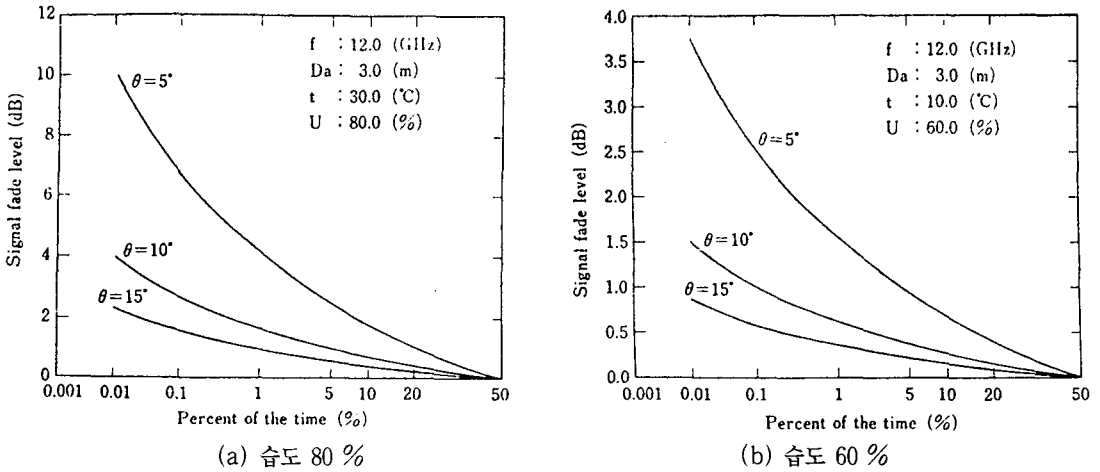 12
10
8
6
4
2
0
Signal fade level (dB)
f : 12.0 (GHz)
Da : 3.0 (m)
t : 30.0 (℃)
U : 80.0 (%)
θ=5°
θ=10°
θ=15°
0.001 0.01 0.1 1 5 10 20 50
Percent of the time (%)
(a) 습도 80 %
4.0
3.5
3.0
2.5
2.0
1.5
1.0
0.5
0.0
Signal fade level (dB)
f : 12.0 (GHz)
Da : 3.0 (m)
t : 10.0 (℃)
U : 60.0 (%)
θ=5°
θ=10°
θ=15°
0.001 0.01 0.1 1 5 10 20 50
Percent of the time (%)
(b) 습도 60 %